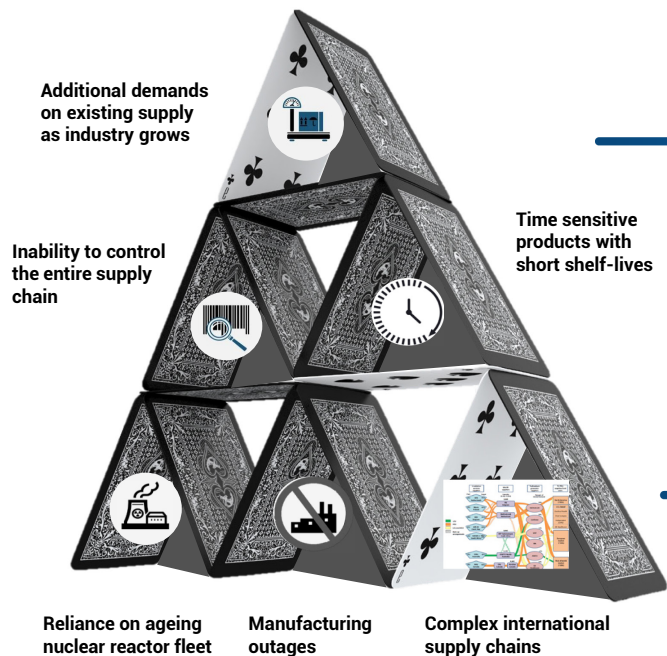 Additional demands
on existing supply
as industry grows
Inability to control
the entire supply
chain
Time sensitive
products with
short shelf-lives
Reliance on ageing
nuclear reactor fleet
Manufacturing
outages
Complex international
supply chains